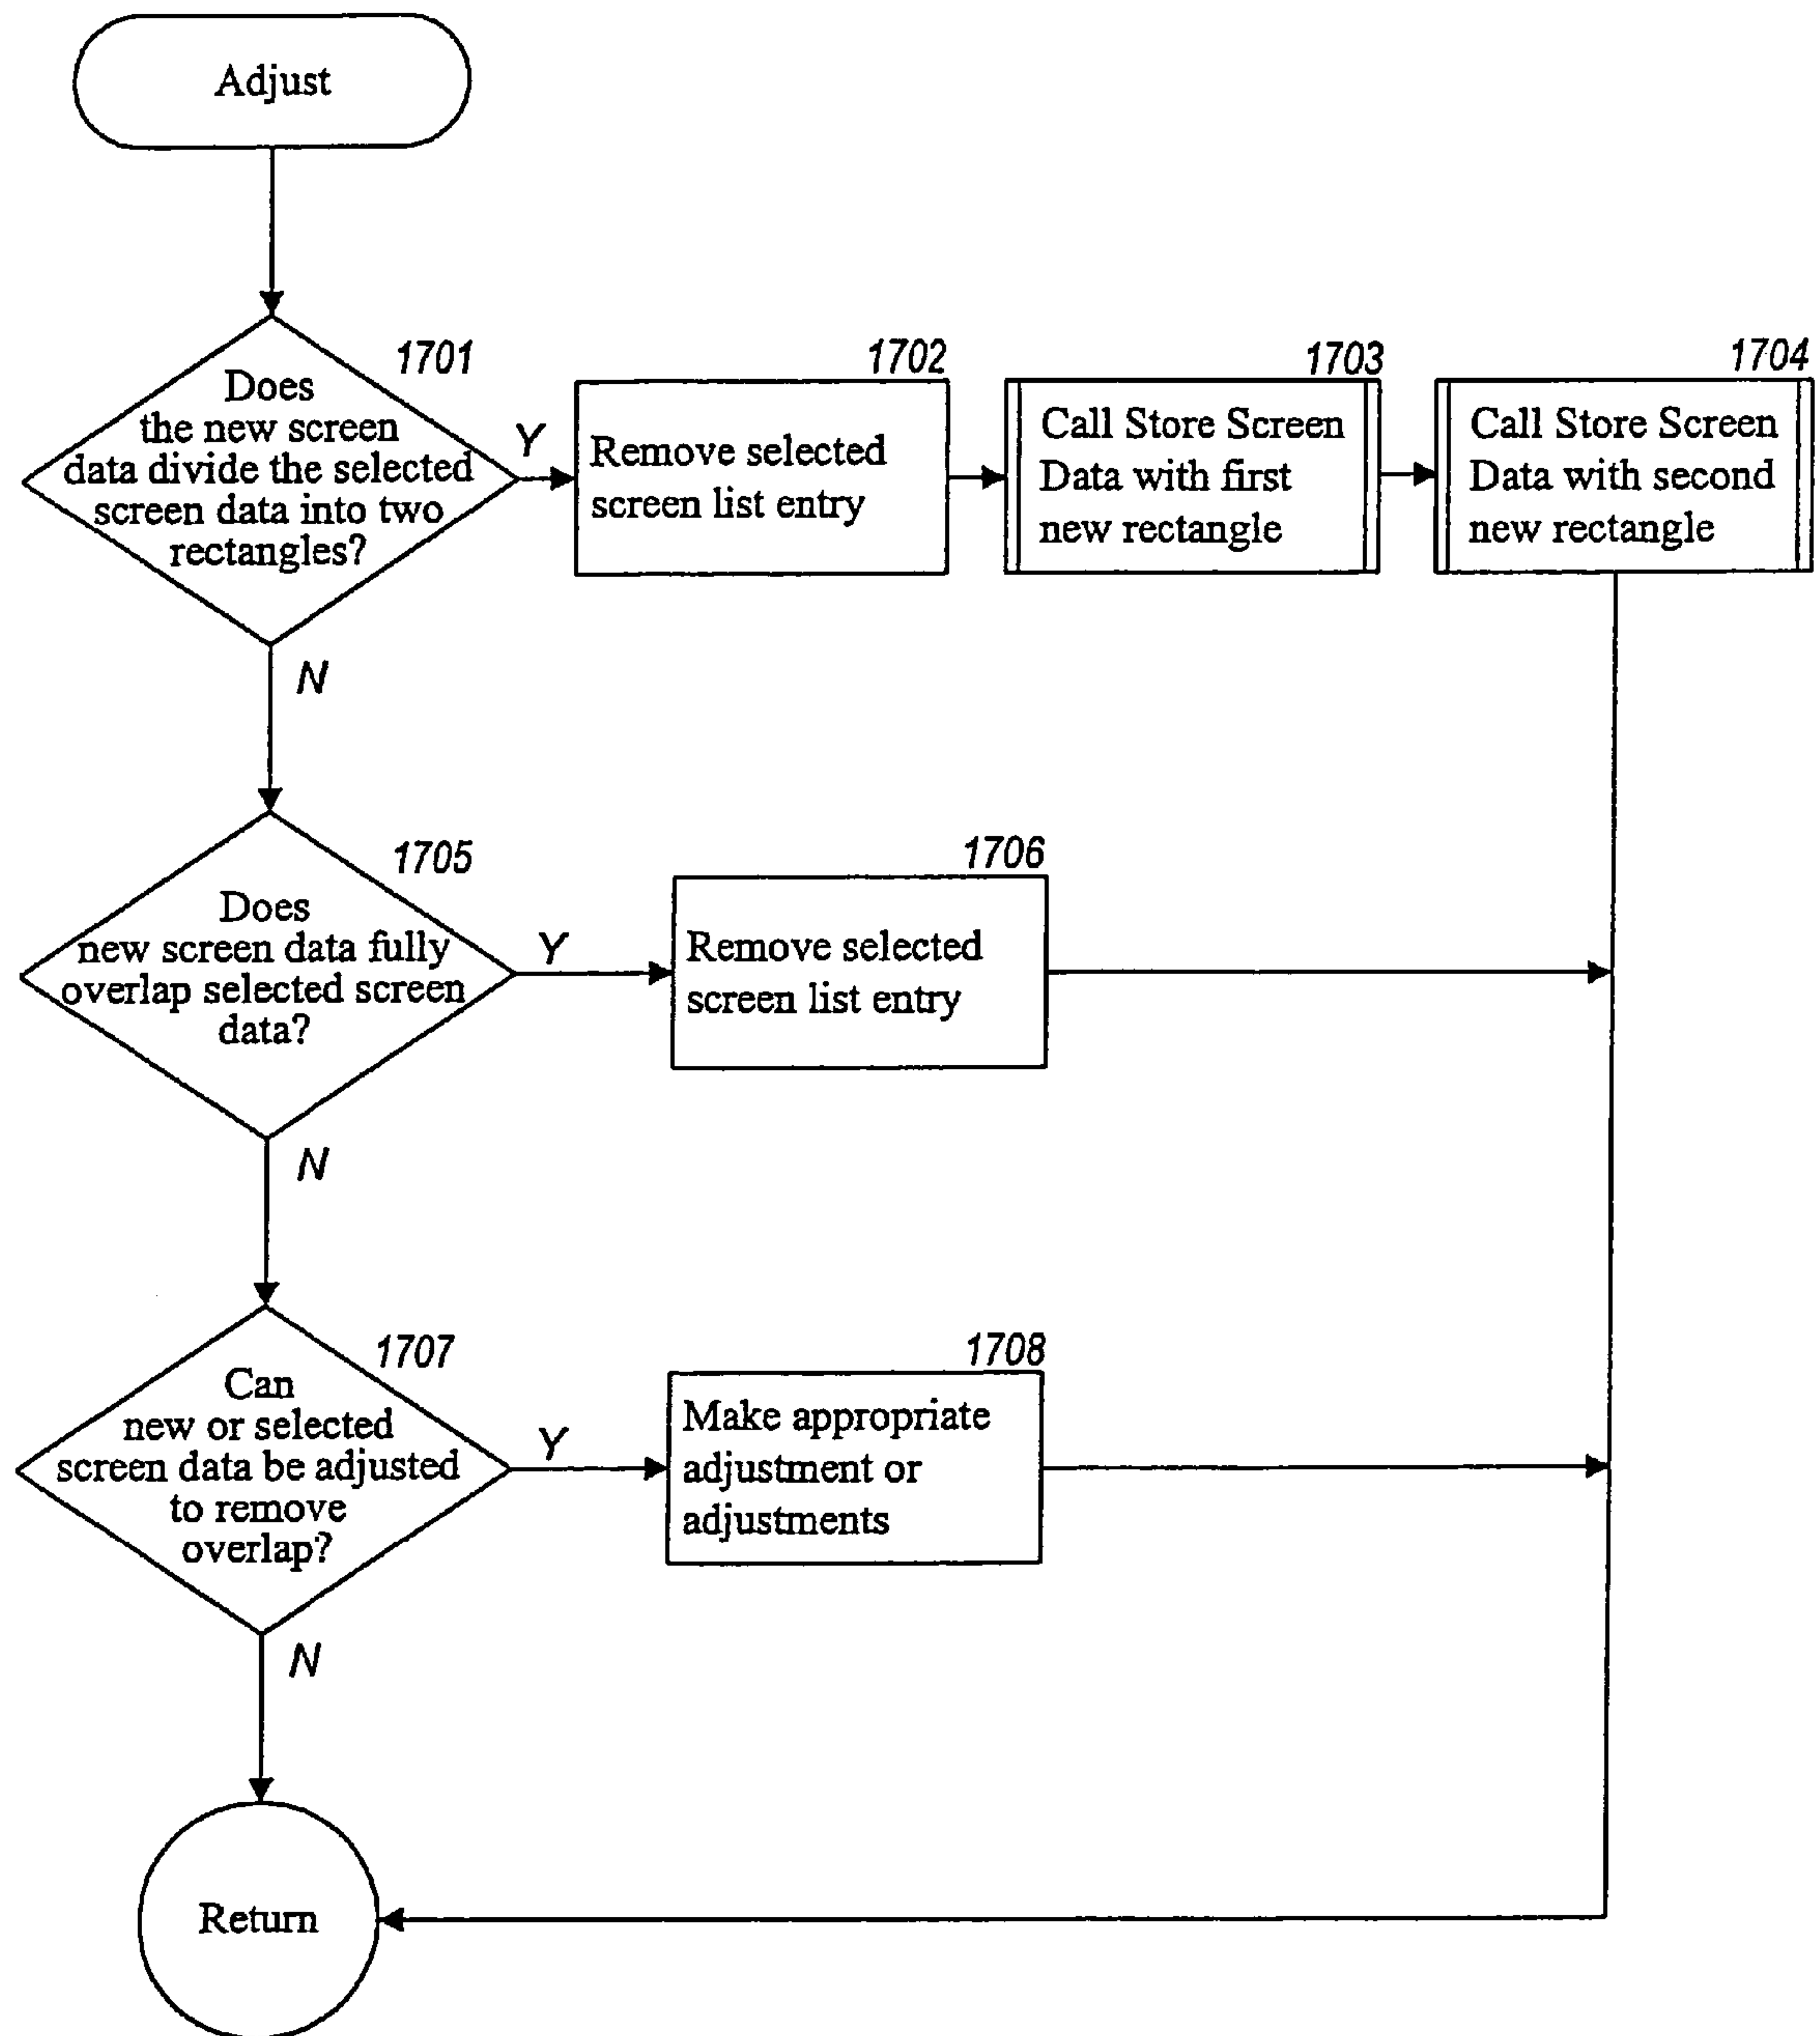 Adjust
1701
Does
the new screen
data divide the selected
screen data into two
rectangles?
Y
1702
Remove selected
screen list entry
1703
Call Store Screen
Data with first
new rectangle
1704
Call Store Screen
Data with second
new rectangle
N
1705
Does
new screen data fully
overlap selected screen
data?
Y
1706
Remove selected
screen list entry
N
1707
Can
new or selected
screen data be adjusted
to remove
overlap?
Y
1708
Make appropriate
adjustment or
adjustments
N
Return